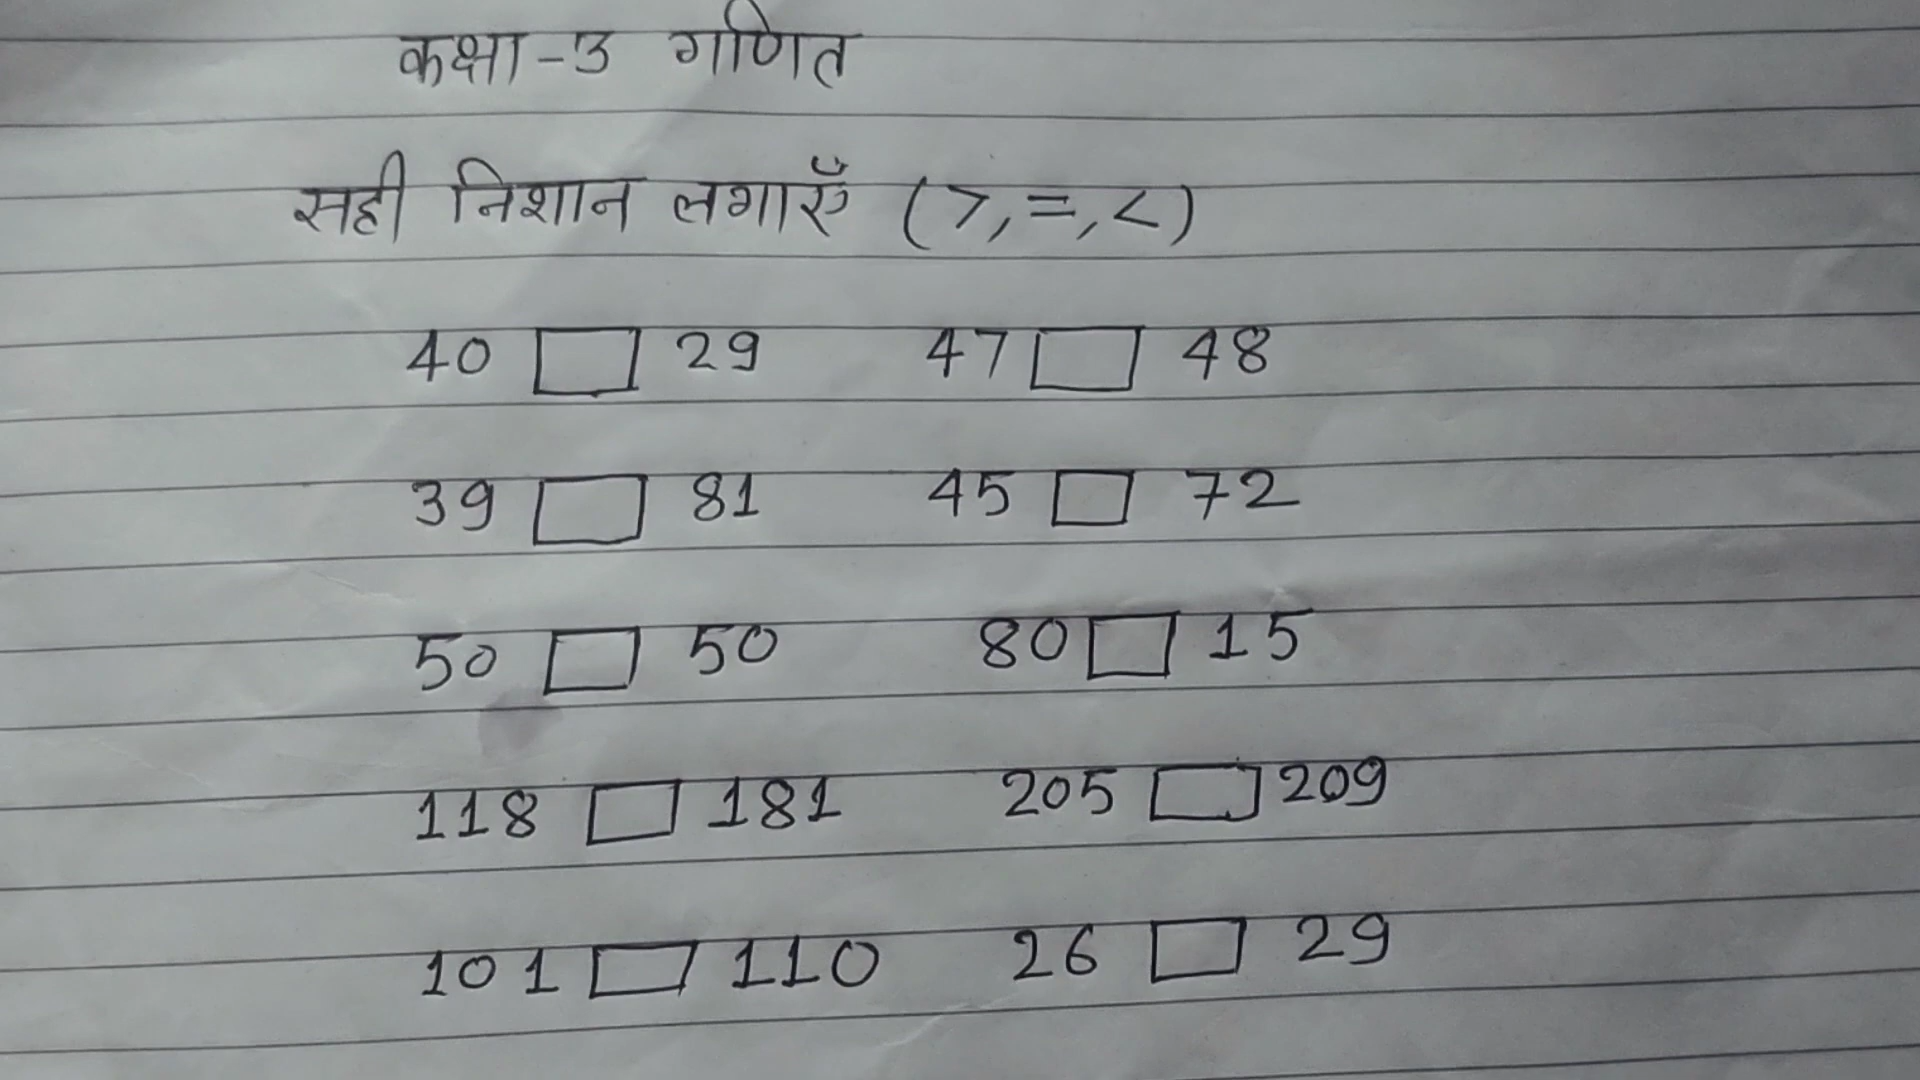 कक्षा-3 गणित
सही निशान लगाएँ (>,=,<)
40 □ 29 47 □ 48
39 □ 81 45 □ 72
50 □ 50 80 □ 15
118 □ 181 205 □ 209
101 □ 110 26 □ 29